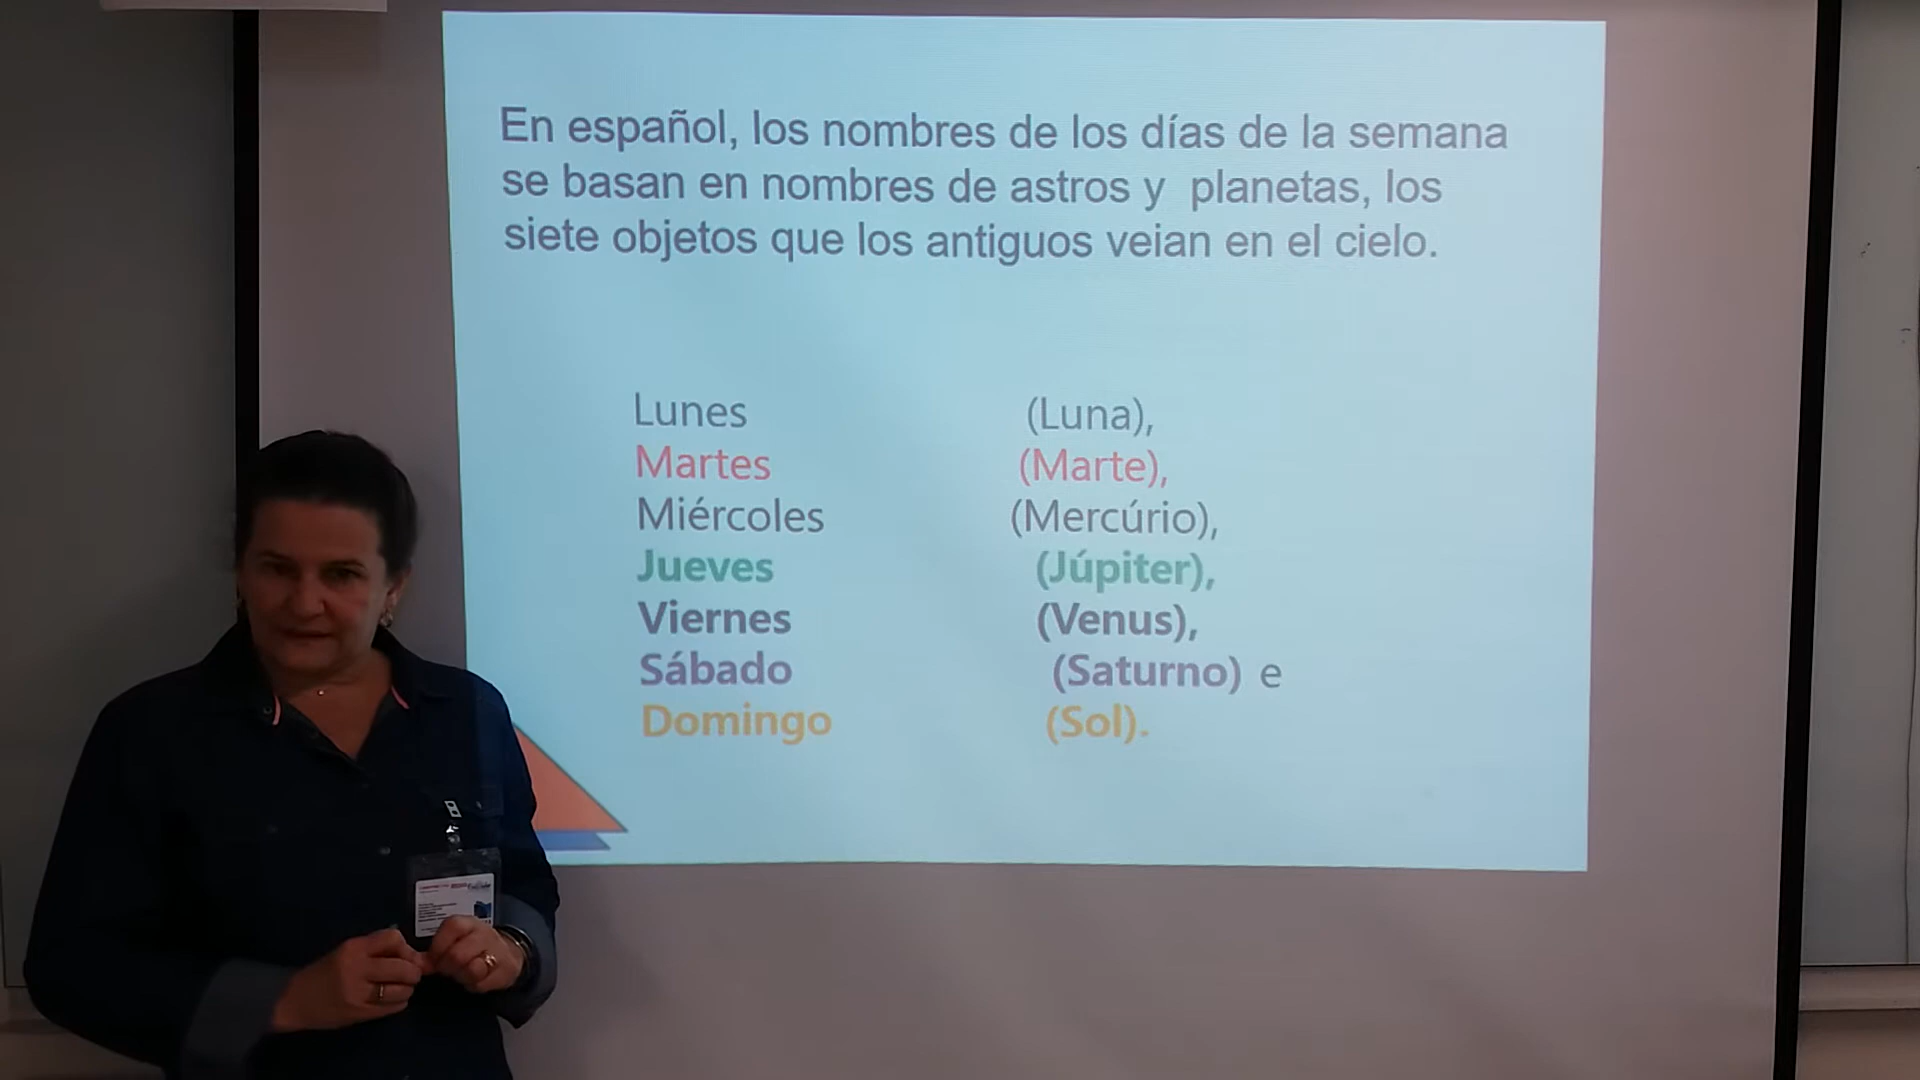 En español, los nombres de los días de la semana
se basan en nombres de astros y planetas, los
siete objetos que los antiguos veian en el cielo.
Lunes (Luna),
Martes (Marte),
Miércoles (Mercúrio),
Jueves (Júpiter),
Viernes (Venus),
Sábado (Saturno) e
Domingo (Sol).